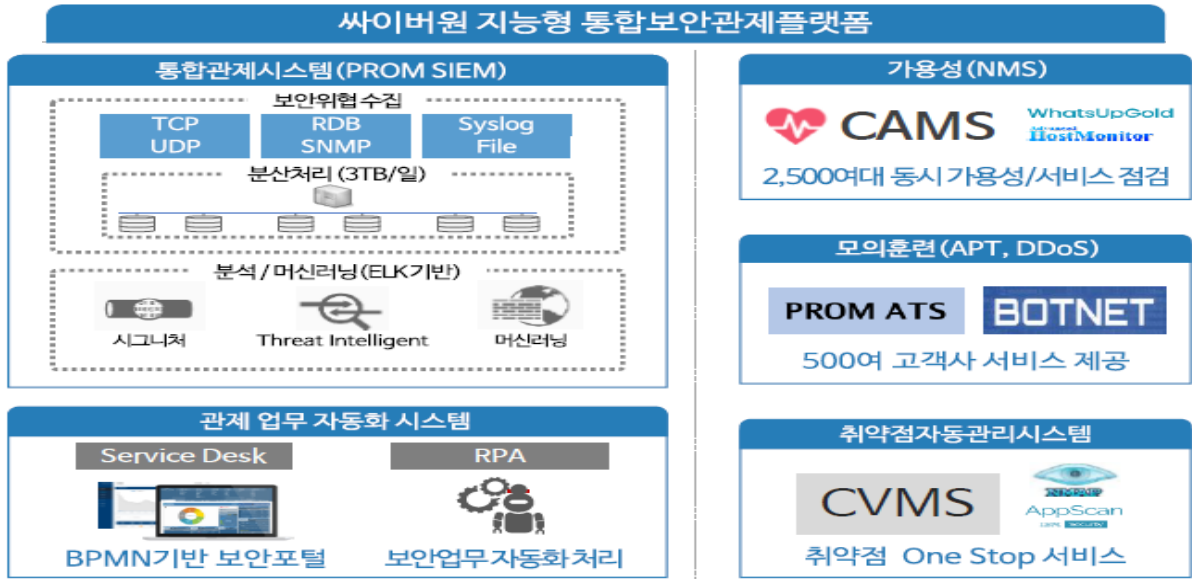 싸이버원 지능형 통합보안관제플랫폼
통합관제시스템(PROM SIEM)
보안위협 수집
TCP
UDP
RDB
SNMP
Syslog
File
분산처리 (3TB/일)
분석 / 머신러닝(ELK기반)
시그니처
Threat Intelligent
머신러닝
관제 업무 자동화 시스템
Service Desk
BPMN기반 보안포털
RPA
보안업무 자동화 처리
가용성(NMS)
CAMS
WhatsUpGold
Advanced
HostMonitor
2,500여대 동시 가용성/서비스 점검
모의훈련(APT, DDoS)
PROM ATS
BOTNET
500여 고객사 서비스 제공
취약점자동관리시스템
CVMS
NMAP
AppScan
Security
취약점 One Stop 서비스